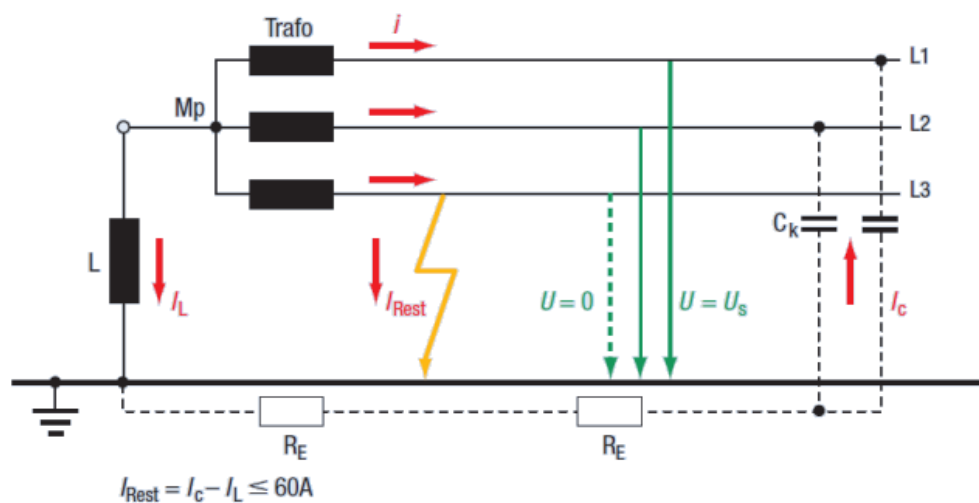 Trafo
i
L1
Mp
L2
L3
Ck
L
IL
IRest
U = 0
U = Us
Ic
RE
RE
IRest = Ic – IL ≤ 60A